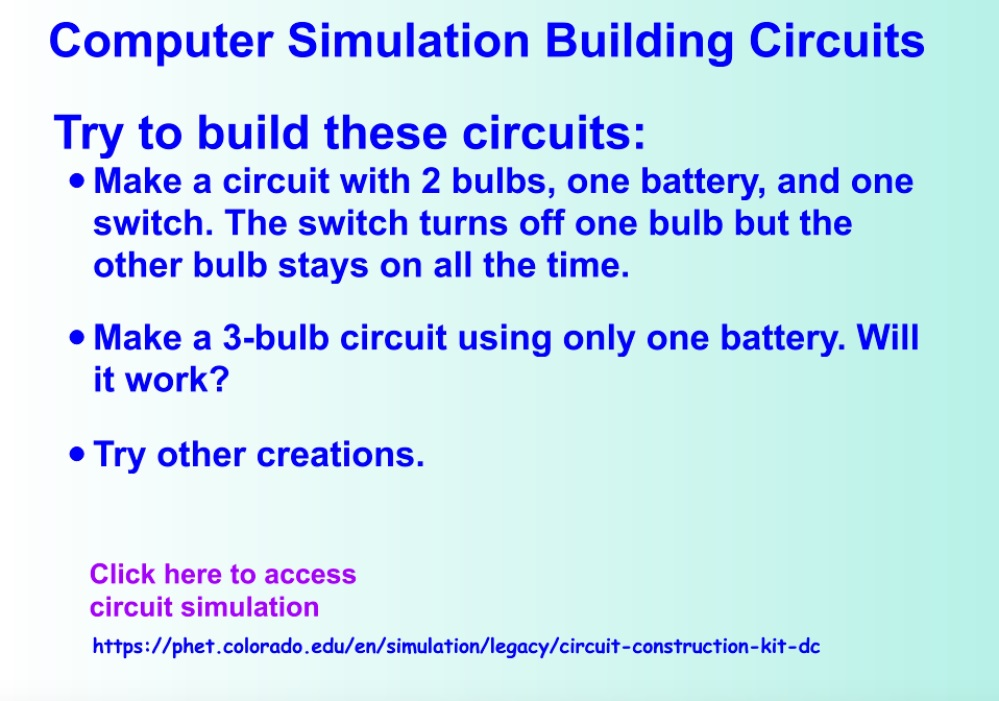 Computer Simulation Building Circuits
Try to build these circuits:
• Make a circuit with 2 bulbs, one battery, and one
switch. The switch turns off one bulb but the
other bulb stays on all the time.
• Make a 3-bulb circuit using only one battery. Will
it work?
• Try other creations.
Click here to access
circuit simulation
https://phet.colorado.edu/en/simulation/legacy/circuit-construction-kit-dc